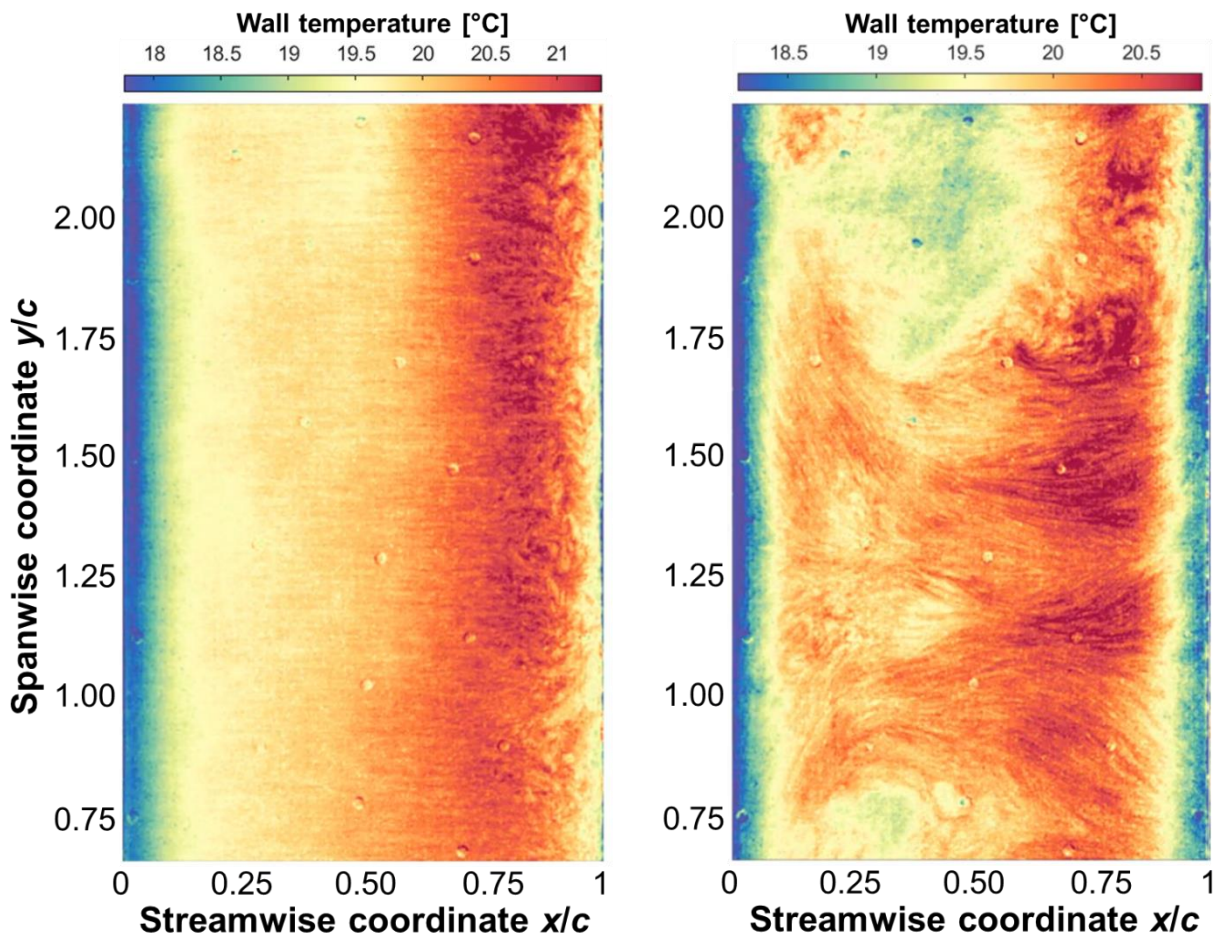 Wall temperature [°C]
18 18.5 19 19.5 20 20.5 21
Spanwise coordinate y/c
2.00
1.75
1.50
1.25
1.00
0.75
0 0.25 0.50 0.75 1
Streamwise coordinate x/c
Wall temperature [°C]
18.5 19 19.5 20 20.5
2.00
1.75
1.50
1.25
1.00
0.75
0 0.25 0.50 0.75 1
Streamwise coordinate x/c